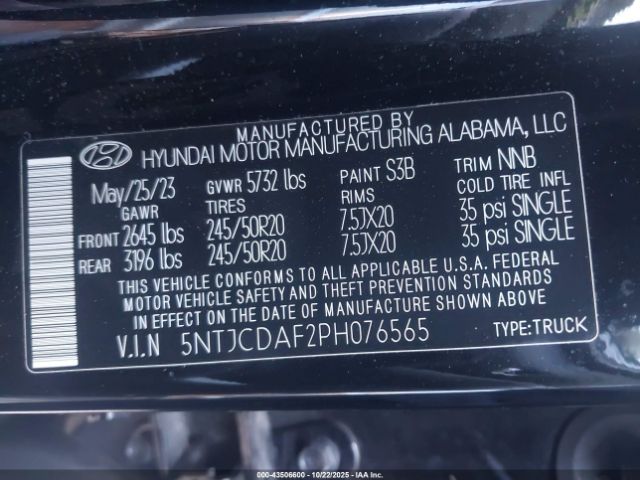 MANUFACTURED BY
HYUNDAI MOTOR MANUFACTURING ALABAMA, LLC
May/25/23 GVWR 5732 lbs PAINT S3B TRIM NNB
GAWR TIRES RIMS COLD TIRE INFL
FRONT 2645 lbs 245/50R20 7.5JX20 35 psi SINGLE
REAR 3196 lbs 245/50R20 7.5JX20 35 psi SINGLE
THIS VEHICLE CONFORMS TO ALL APPLICABLE U.S.A. FEDERAL
MOTOR VEHICLE SAFETY AND THEFT PREVENTION STANDARDS
IN EFFECT ON THE DATE OF MANUFACTURE SHOWN ABOVE.
V.I.N 5NTJCDAF2PH076565 TYPE:TRUCK
000-43506600 - 10/22/2025 - IAA